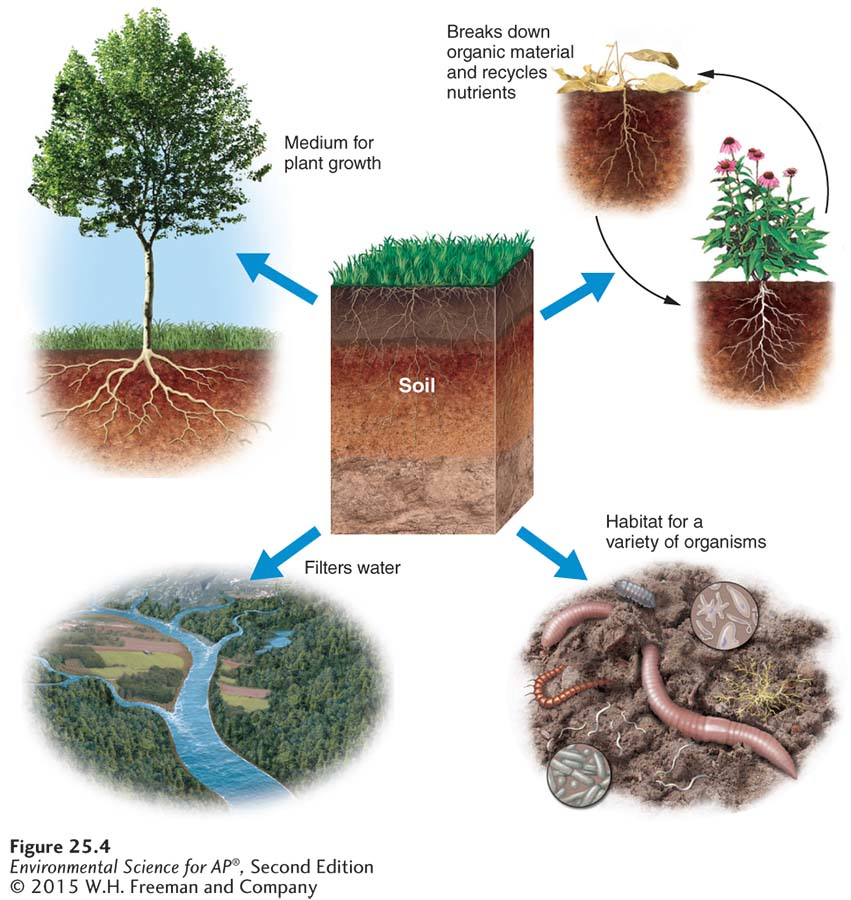 Breaks down
organic material
and recycles
nutrients
Medium for
plant growth
Soil
Habitat for a
variety of organisms
Filters water
Figure 25.4
Environmental Science for AP®, Second Edition
© 2015 W.H. Freeman and Company